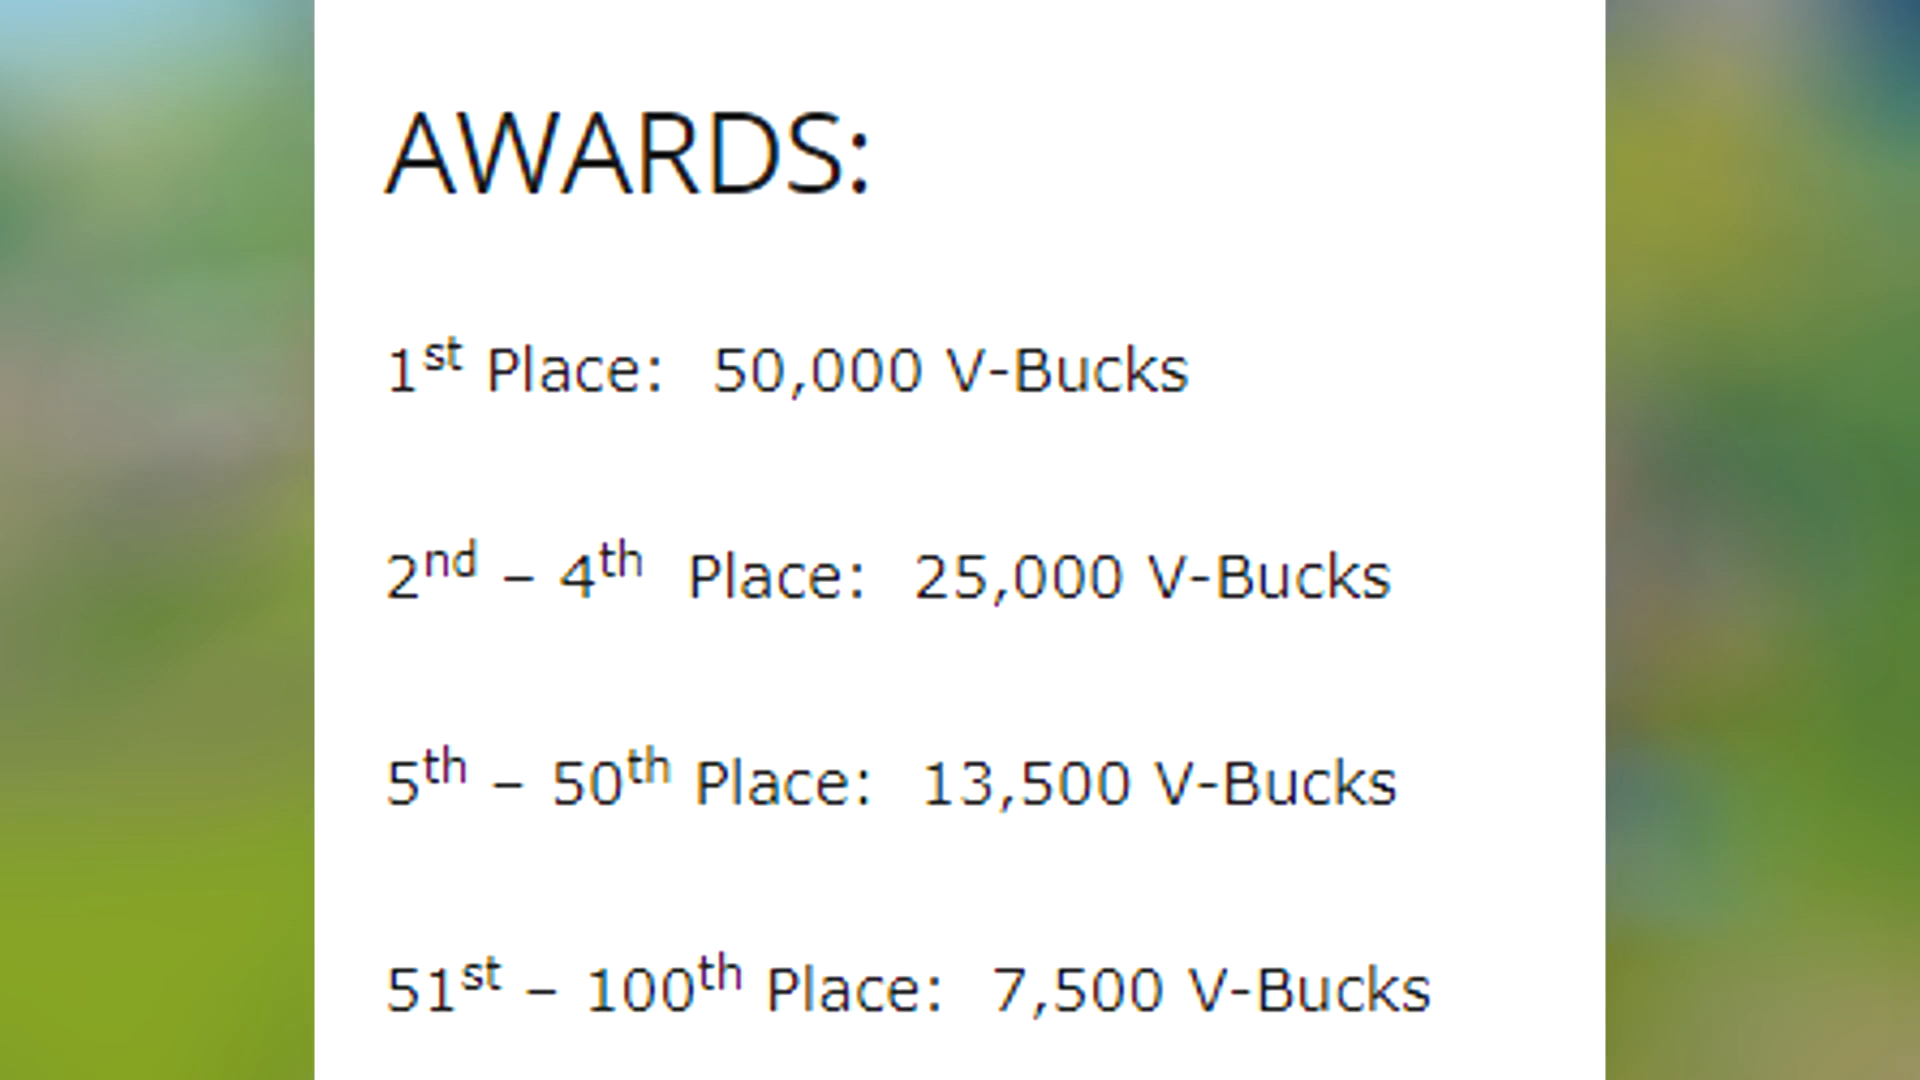 AWARDS:
1st Place: 50,000 V-Bucks
2nd – 4th Place: 25,000 V-Bucks
5th – 50th Place: 13,500 V-Bucks
51st – 100th Place: 7,500 V-Bucks